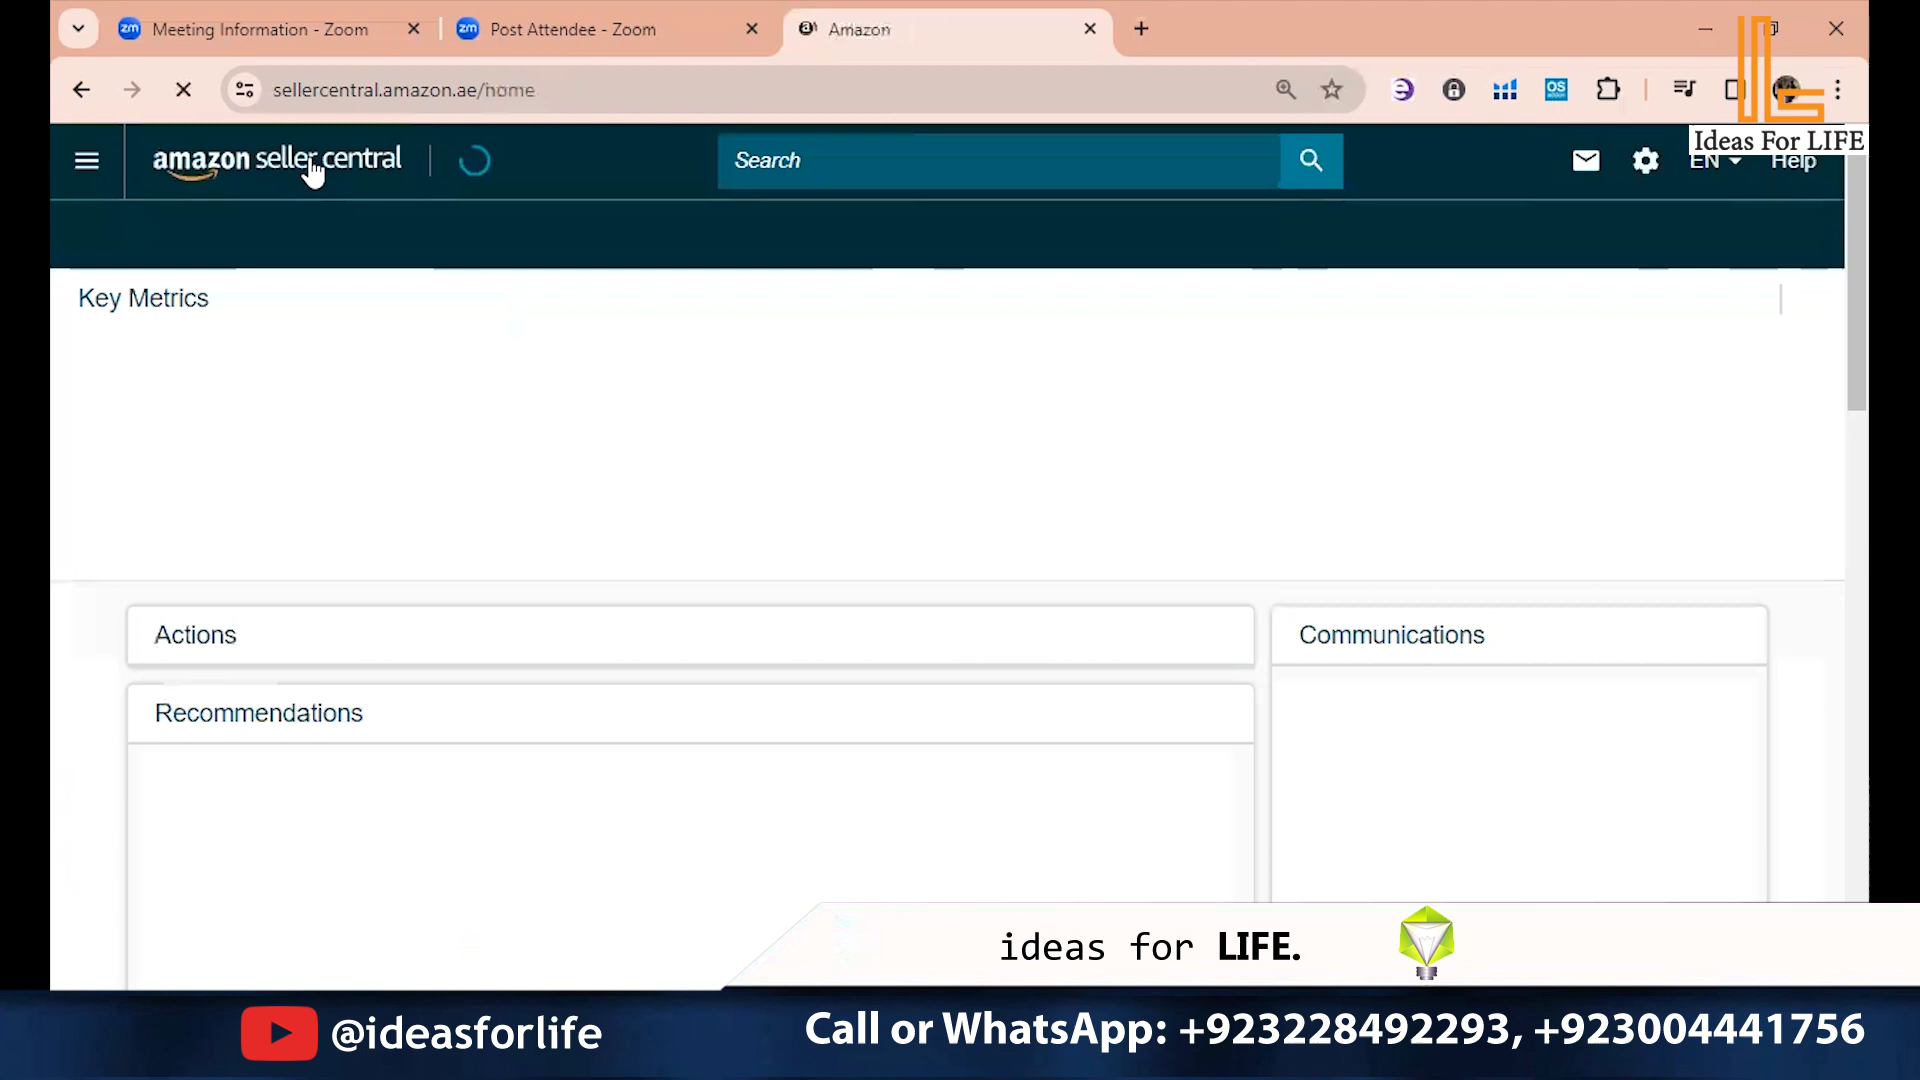 Meeting Information - Zoom
Post Attendee - Zoom
Amazon
sellercentral.amazon.ae/home
OS
Ideas For LIFE
amazon seller central
Search
EN
Help
Key Metrics
Actions
Communications
Recommendations
ideas for LIFE.
@ideasforlife
Call or WhatsApp: +923228492293, +923004441756